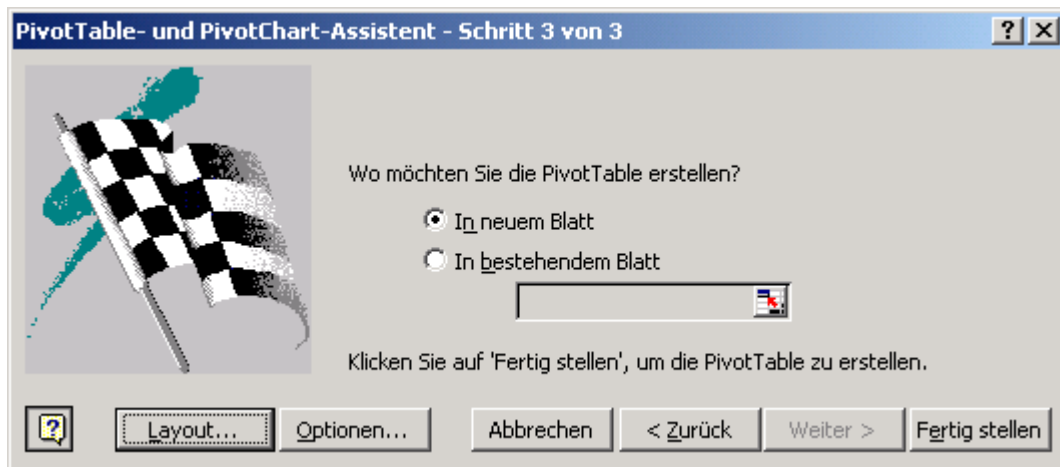 PivotTable- und PivotChart-Assistent - Schritt 3 von 3
Wo möchten Sie die PivotTable erstellen?
In neuem Blatt
In bestehendem Blatt
Klicken Sie auf 'Fertig stellen', um die PivotTable zu erstellen.
Layout... Optionen... Abbrechen < Zurück Weiter > Fertig stellen